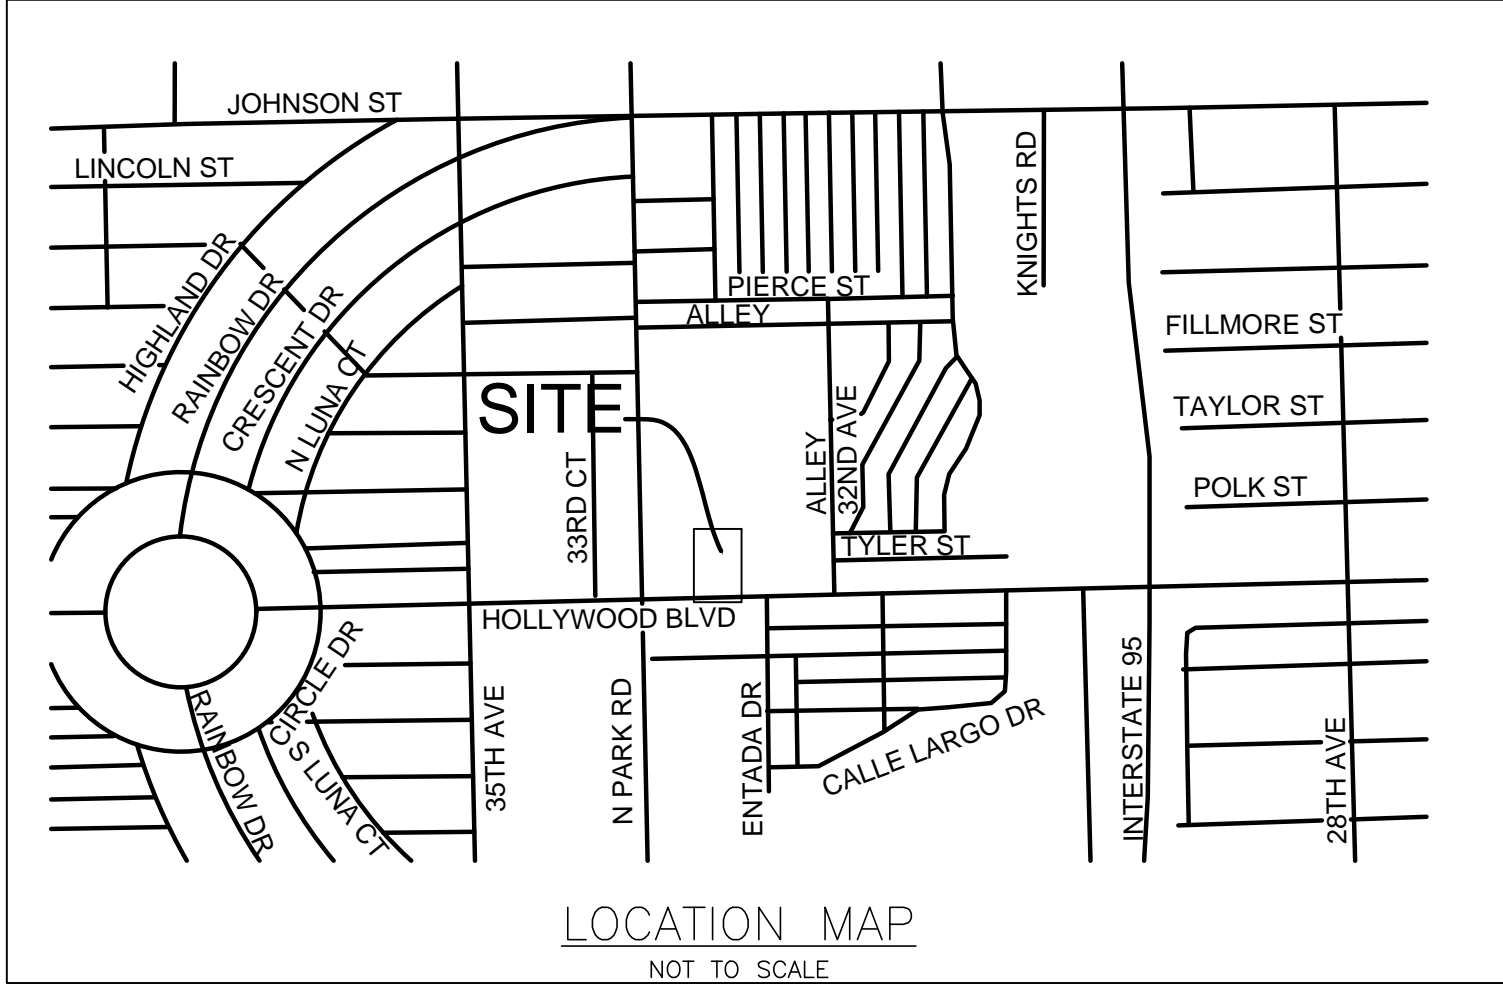 JOHNSON ST
LINCOLN ST
KNIGHTS RD
HIGHLAND DR
RAINBOW DR
CRESCENT DR
N LUNA CT
PIERCE ST
ALLEY
FILLMORE ST
SITE
TAYLOR ST
ALLEY
32ND AVE
33RD CT
POLK ST
TYLER ST
HOLLYWOOD BLVD
CIRCLE DR
RAINBOW DR
S LUNA CT
35TH AVE
N PARK RD
ENTADA DR
CALLE LARGO DR
INTERSTATE 95
28TH AVE
LOCATION MAP
NOT TO SCALE